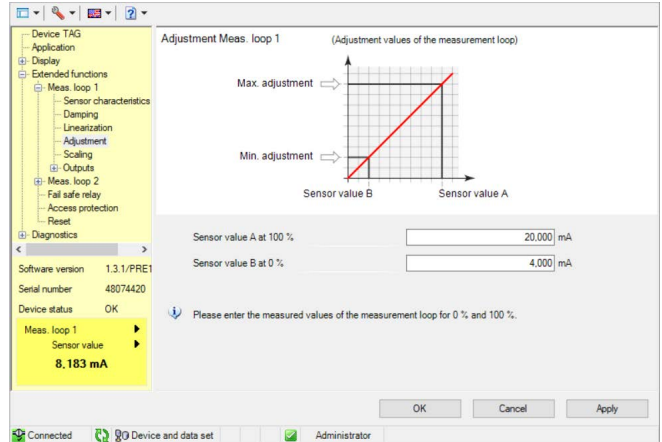 Device TAG
Application
Display
Extended functions
Meas. loop 1
Sensor characteristics
Damping
Linearization
Adjustment
Scaling
Outputs
Meas. loop 2
Fail safe relay
Access protection
Reset
Diagnostics
Software version 1.3.1/PRE1
Serial number 48074420
Device status OK
Meas. loop 1
Sensor value
8,183 mA
Adjustment Meas. loop 1 (Adjustment values of the measurement loop)
Max. adjustment
Min. adjustment
Sensor value B Sensor value A
Sensor value A at 100 % 20,000 mA
Sensor value B at 0 % 4,000 mA
Please enter the measured values of the measurement loop for 0 % and 100 %.
OK Cancel Apply
Connected Device and data set Administrator